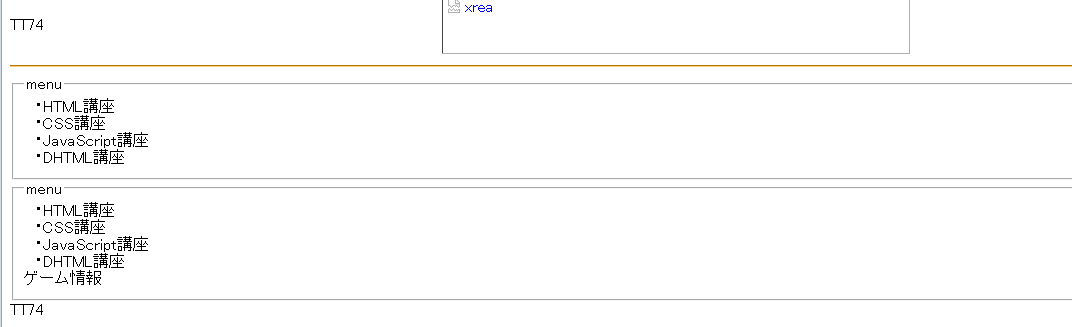 xrea
TT74
menu
・HTML講座
・CSS講座
・JavaScript講座
・DHTML講座
menu
・HTML講座
・CSS講座
・JavaScript講座
・DHTML講座
ゲーム情報
TT74